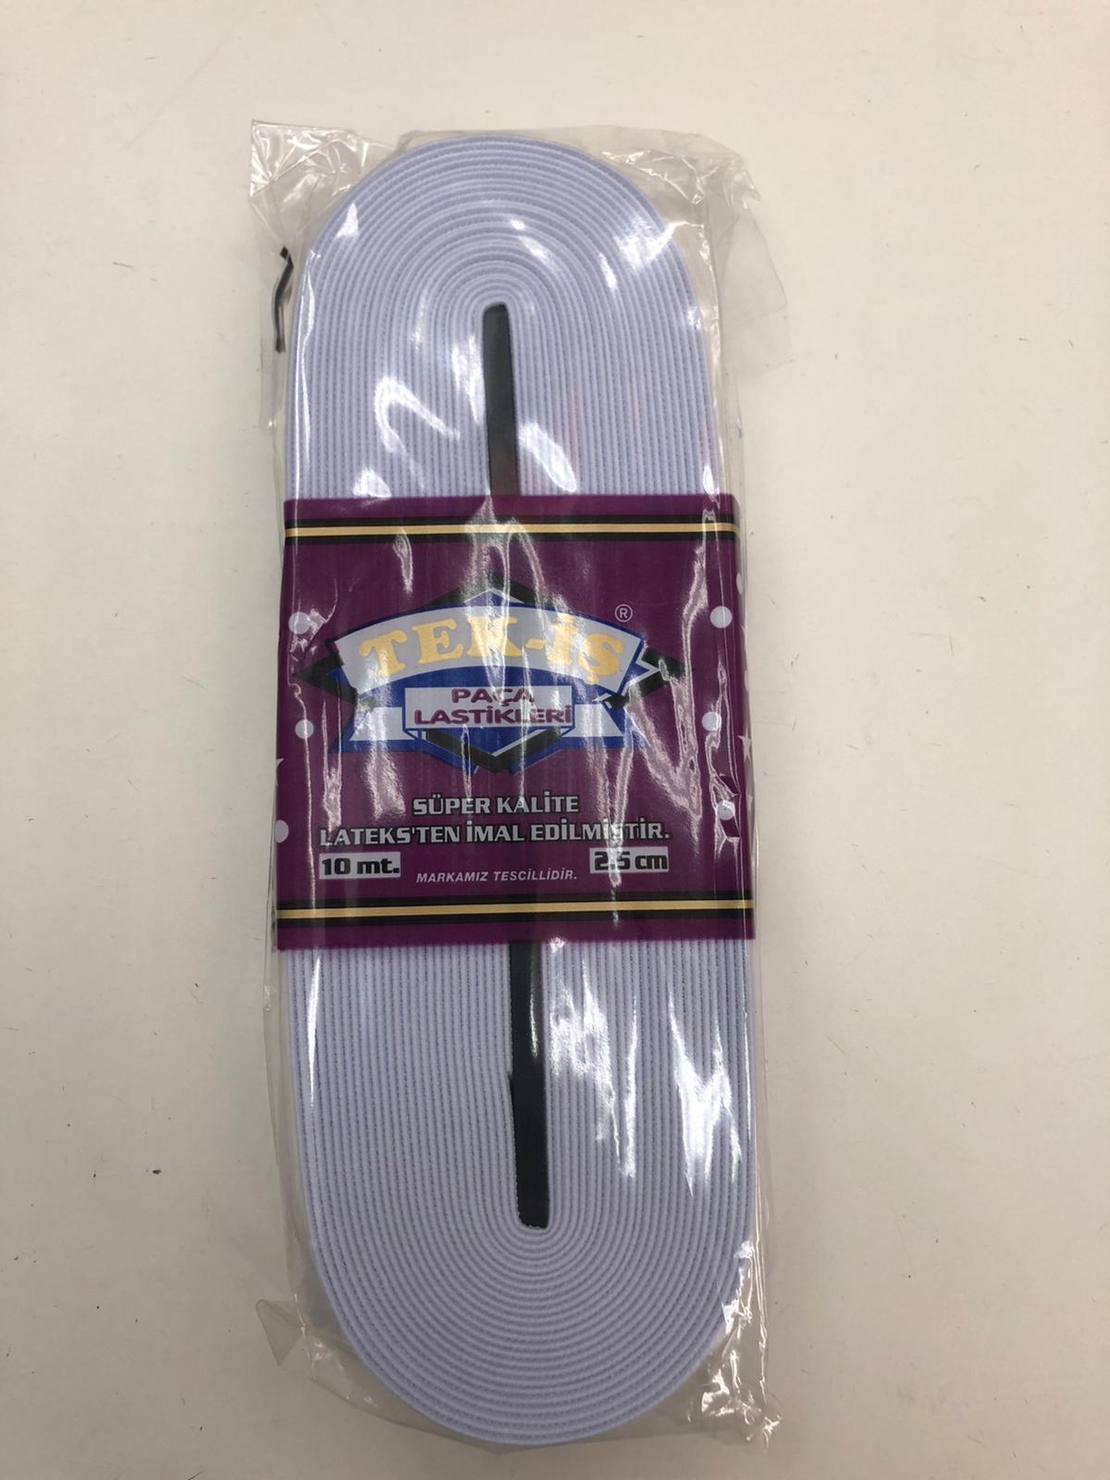 TEK-İŞ ®
PAÇA
LASTİKLERİ
SÜPER KALİTE
LATEKS'TEN İMAL EDİLMİŞTİR.
10 mt.
MARKAMIZ TESCİLLİDİR.
2.5 cm